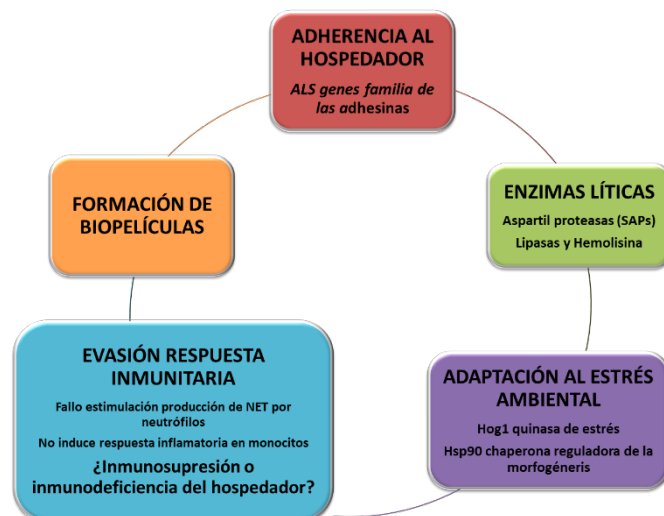 ADHERENCIA AL
HOSPEDADOR
ALS genes familia de
las adhesinas
ENZIMAS LÍTICAS
Aspartil proteasas (SAPs)
Lipasas y Hemolisina
ADAPTACIÓN AL ESTRÉS
AMBIENTAL
Hog1 quinasa de estrés
Hsp90 chaperona reguladora de la
morfogéneris
EVASIÓN RESPUESTA
INMUNITARIA
Fallo estimulación producción de NET por
neutrófilos
No induce respuesta inflamatoria en monocitos
¿Inmunosupresión o
inmunodeficiencia del hospedador?
FORMACIÓN DE
BIOPELÍCULAS